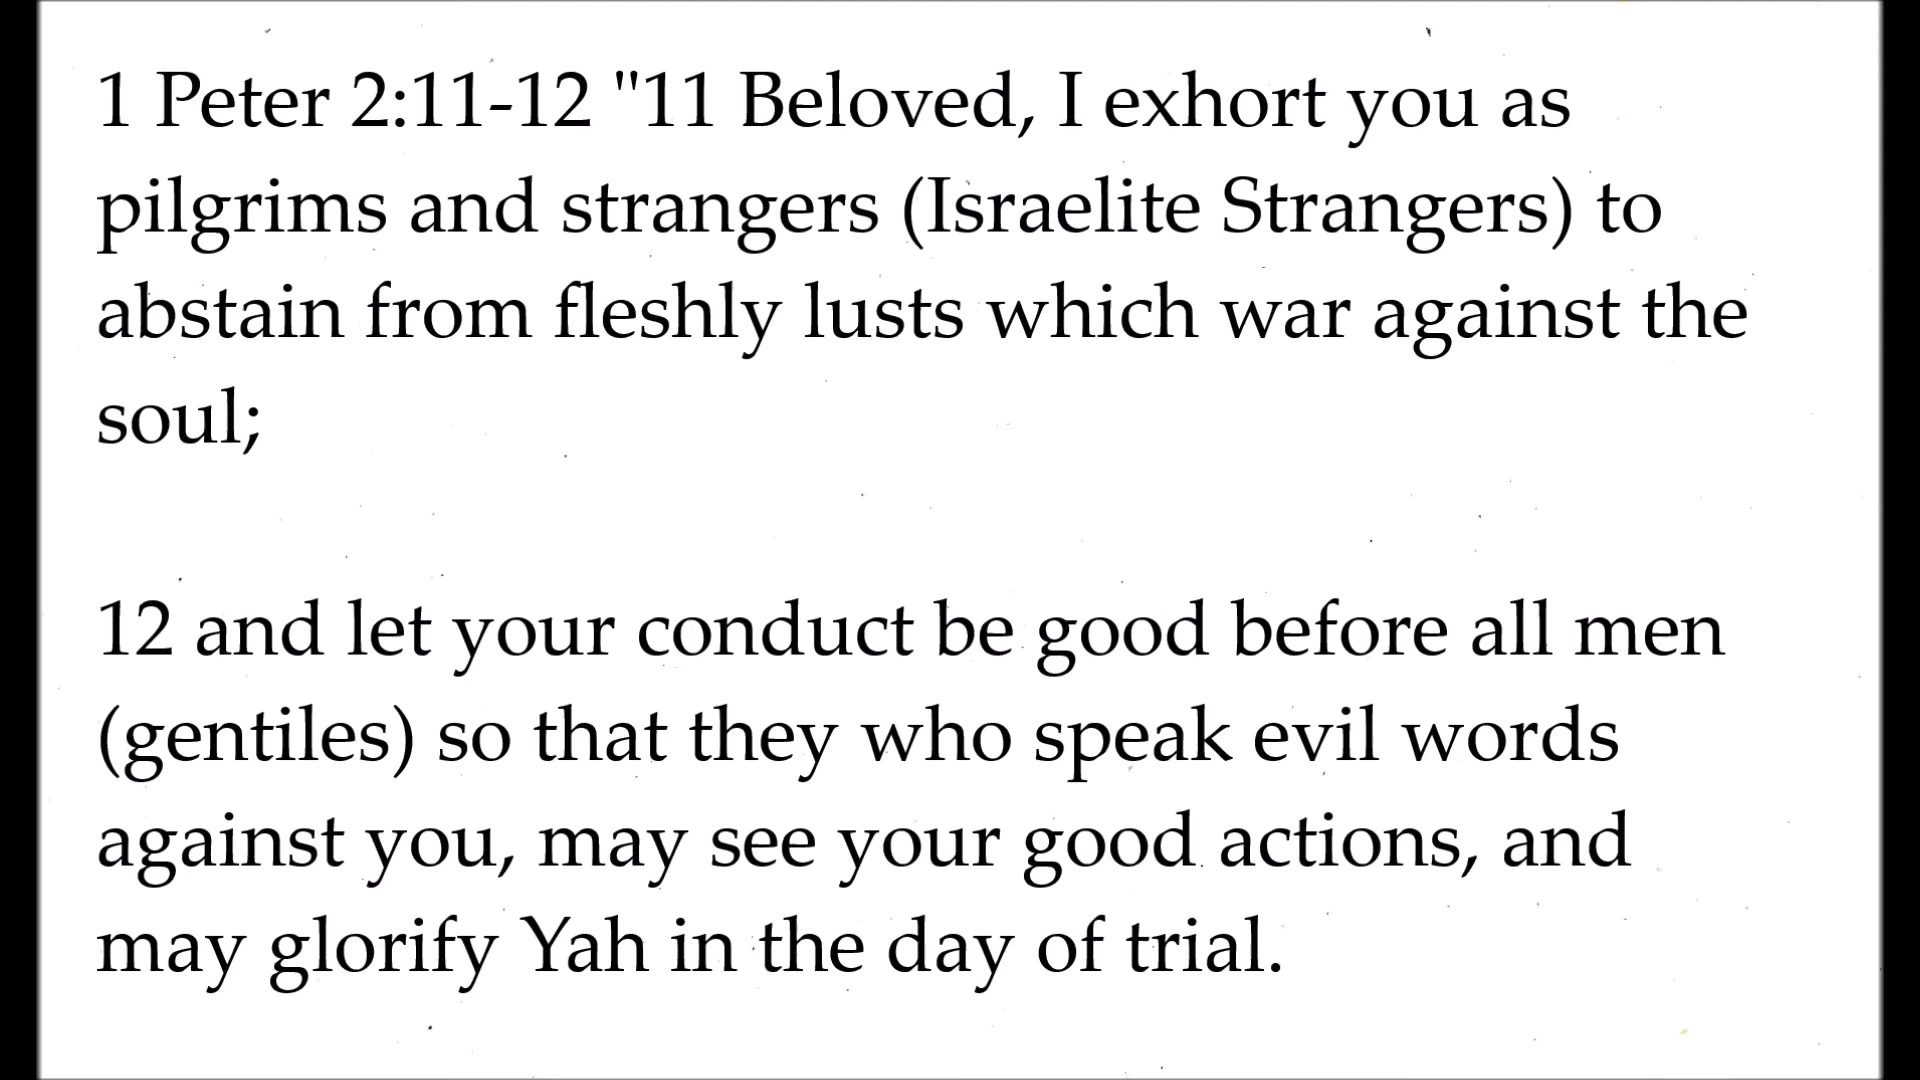 1 Peter 2:11-12 "11 Beloved, I exhort you as
pilgrims and strangers (Israelite Strangers) to
abstain from fleshly lusts which war against the
soul;
12 and let your conduct be good before all men
(gentiles) so that they who speak evil words
against you, may see your good actions, and
may glorify Yah in the day of trial.